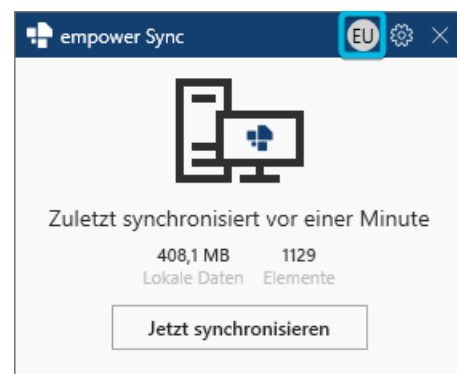 empower Sync EU
Zuletzt synchronisiert vor einer Minute
408,1 MB 1129
Lokale Daten Elemente
Jetzt synchronisieren